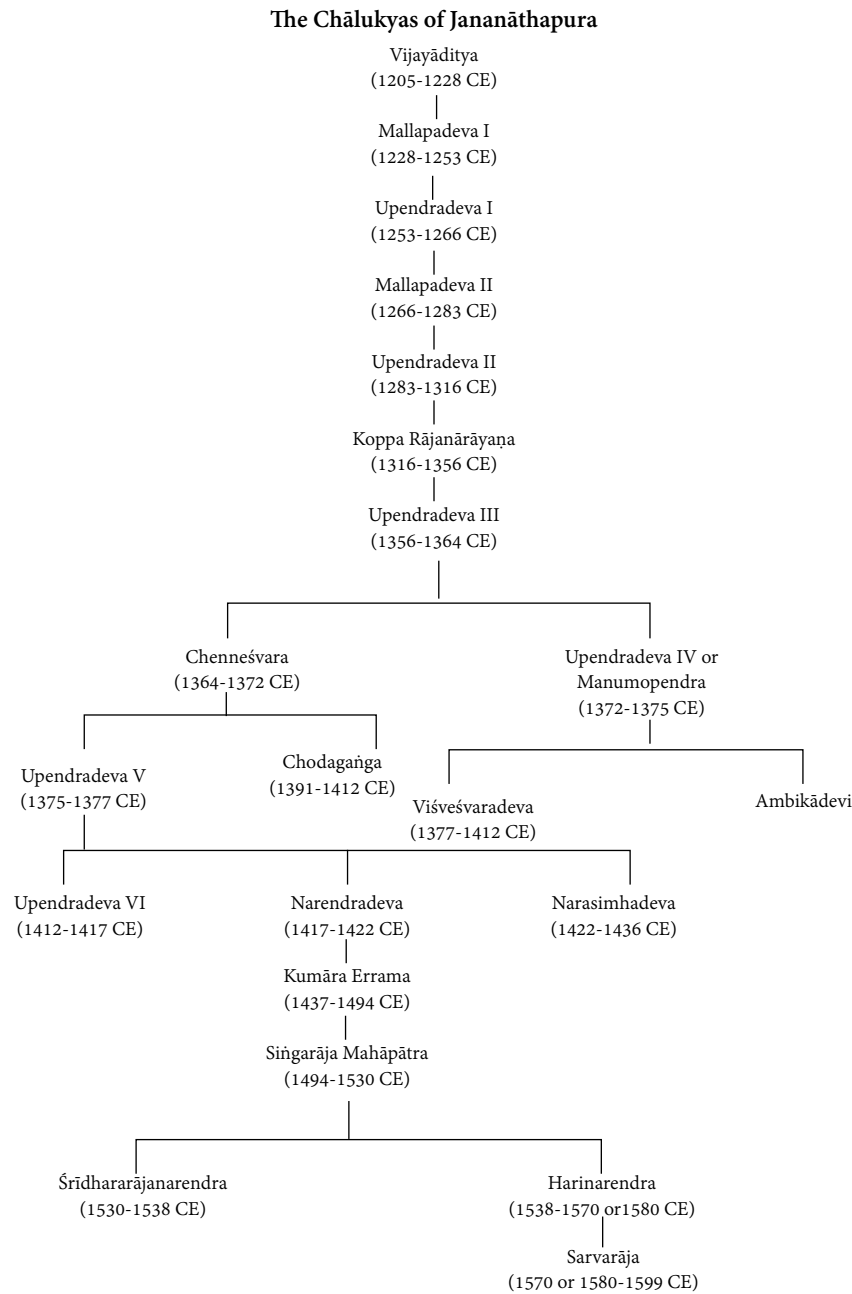 The Chālukyas of Jananāthapura
Vijayāditya
(1205-1228 CE)
Mallapadeva I
(1228-1253 CE)
Upendradeva I
(1253-1266 CE)
Mallapadeva II
(1266-1283 CE)
Upendradeva II
(1283-1316 CE)
Koppa Rājanārāyaṇa
(1316-1356 CE)
Upendradeva III
(1356-1364 CE)
Chenneśvara
(1364-1372 CE)
Upendradeva IV or
Manumopendra
(1372-1375 CE)
Upendradeva V
(1375-1377 CE)
Chodagaṅga
(1391-1412 CE)
Viśveśvaradeva
(1377-1412 CE)
Ambikādevi
Upendradeva VI
(1412-1417 CE)
Narendradeva
(1417-1422 CE)
Narasimhadeva
(1422-1436 CE)
Kumāra Errama
(1437-1494 CE)
Siṅgarāja Mahāpātra
(1494-1530 CE)
Śrīdhararājanarendra
(1530-1538 CE)
Harinarendra
(1538-1570 or1580 CE)
Sarvarāja
(1570 or 1580-1599 CE)